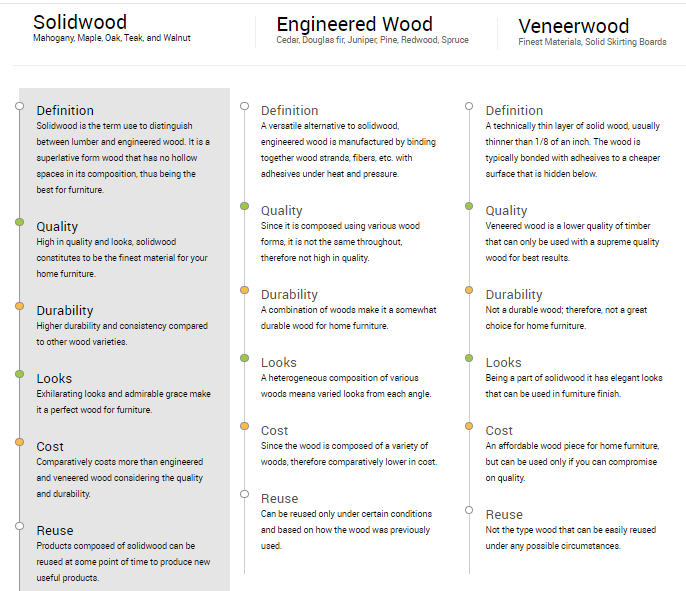 Solidwood
Mahogany, Maple, Oak, Teak, and Walnut
Engineered Wood
Cedar, Douglas fir, Juniper, Pine, Redwood, Spruce
Veneerwood
Finest Materials, Solid Skirting Boards
Definition
Solidwood is the term use to distinguish
between lumber and engineered wood. It is a
superlative form wood that has no hollow
spaces in its composition, thus being the
best for furniture.
Quality
High in quality and looks, solidwood
constitutes to be the finest material for your
home furniture.
Durability
Higher durability and consistency compared
to other wood varieties.
Looks
Exhilarating looks and admirable grace make
it a perfect wood for furniture.
Cost
Comparatively costs more than engineered
and veneered wood considering the quality
and durability.
Reuse
Products composed of solidwood can be
reused at some point of time to produce new
useful products.
Definition
A versatile alternative to solidwood,
engineered wood is manufactured by binding
together wood strands, fibers, etc. with
adhesives under heat and pressure.
Quality
Since it is composed using various wood
forms, it is not the same throughout,
therefore not high in quality.
Durability
A combination of woods make it a somewhat
durable wood for home furniture.
Looks
A heterogeneous composition of various
woods means varied looks from each angle.
Cost
Since the wood is composed of a variety of
woods, therefore comparatively lower in cost.
Reuse
Can be reused only under certain conditions
and based on how the wood was previously
used.
Definition
A technically thin layer of solid wood, usually
thinner than 1/8 of an inch. The wood is
typically bonded with adhesives to a cheaper
surface that is hidden below.
Quality
Veneered wood is a lower quality of timber
that can only be used with a supreme quality
wood for best results.
Durability
Not a durable wood; therefore, not a great
choice for home furniture.
Looks
Being a part of solidwood it has elegant looks
that can be used in furniture finish.
Cost
An affordable wood piece for home furniture,
but can be used only if you can compromise
on quality.
Reuse
Not the type wood that can be easily reused
under any possible circumstances.